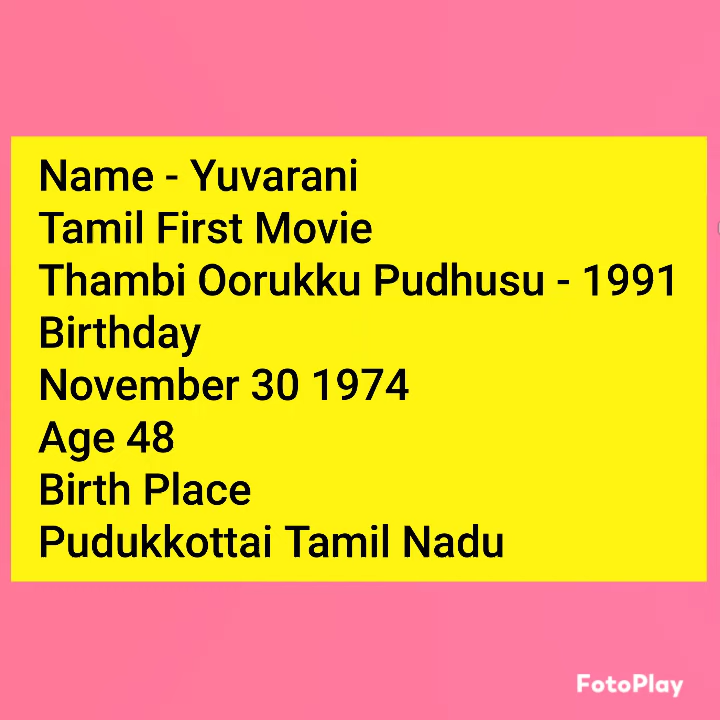 Name - Yuvarani
Tamil First Movie
Thambi Oorukku Pudhusu - 1991
Birthday
November 30 1974
Age 48
Birth Place
Pudukkottai Tamil Nadu
FotoPlay